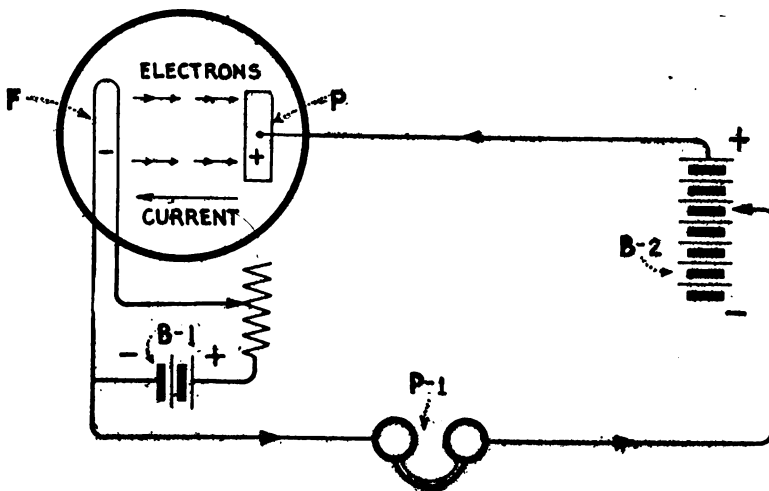 ELECTRONS
F
P
-
+
CURRENT
+
B-2
-
B-1
-
+
P-1